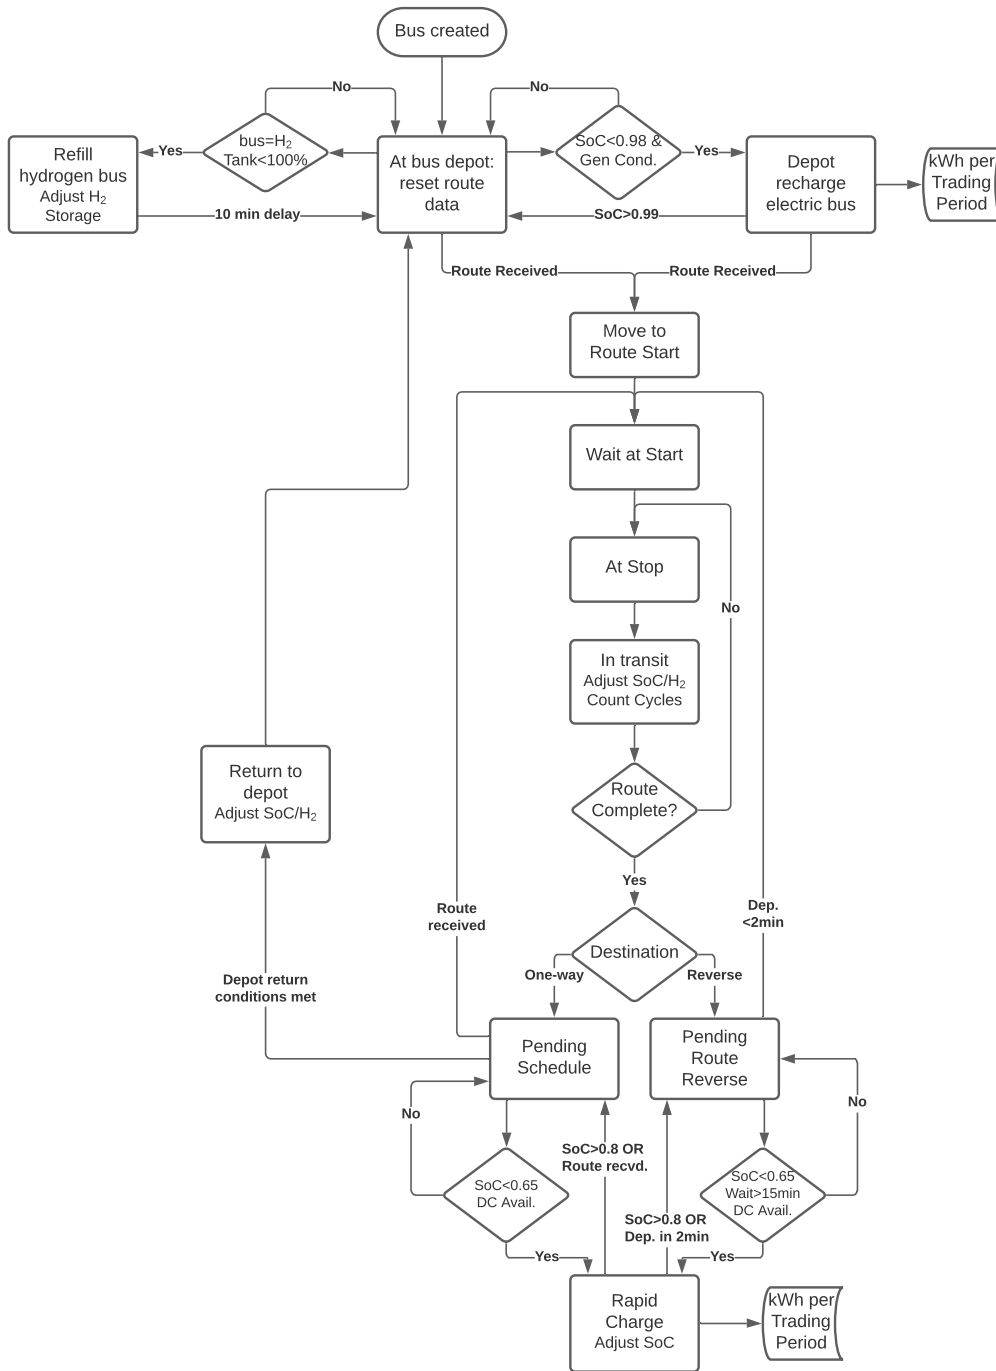 Bus created
No
No
bus=H₂
Tank<100%
SoC<0.98 &
Gen Cond.
Refill
hydrogen bus
Adjust H₂
Storage
Yes
At bus depot:
reset route
data
Yes
Depot
recharge
electric bus
kWh per
Trading
Period
10 min delay
SoC>0.99
Route Received
Route Received
Move to
Route Start
Wait at Start
At Stop
No
In transit
Adjust SoC/H₂
Count Cycles
Return to
depot
Adjust SoC/H₂
Route
Complete?
Yes
Route
received
Dep.
<2min
Destination
One-way
Reverse
Depot return
conditions met
Pending
Schedule
Pending
Route
Reverse
No
No
SoC>0.8 OR
Route recvd.
SoC<0.65
DC Avail.
SoC<0.65
Wait>15min
DC Avail.
SoC>0.8 OR
Dep. in 2min
Yes
Yes
Rapid
Charge
Adjust SoC
kWh per
Trading
Period